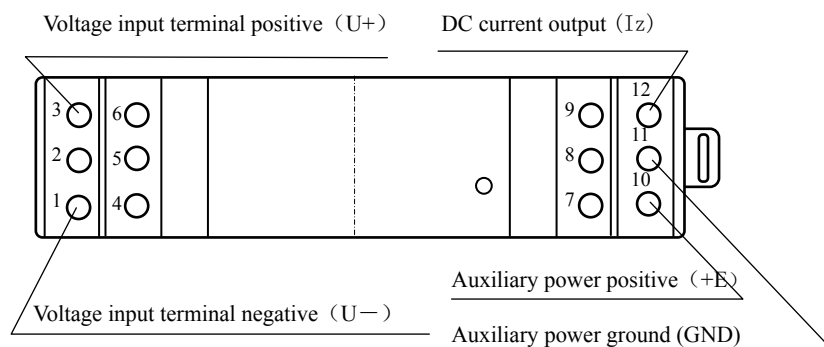 Voltage input terminal positive（U+）
DC current output (Iz)
3 6 9 12
2 5 8 11
1 4 7 10
Auxiliary power positive（+E）
Voltage input terminal negative（U－）
Auxiliary power ground (GND)